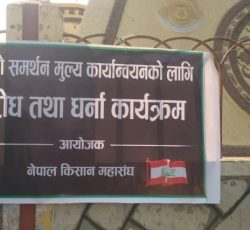 समर्थन मुल्य कार्यान्वयनको लागि
तथा धर्ना कार्यक्रम
आयोजक
नेपाल किसान महासंघ